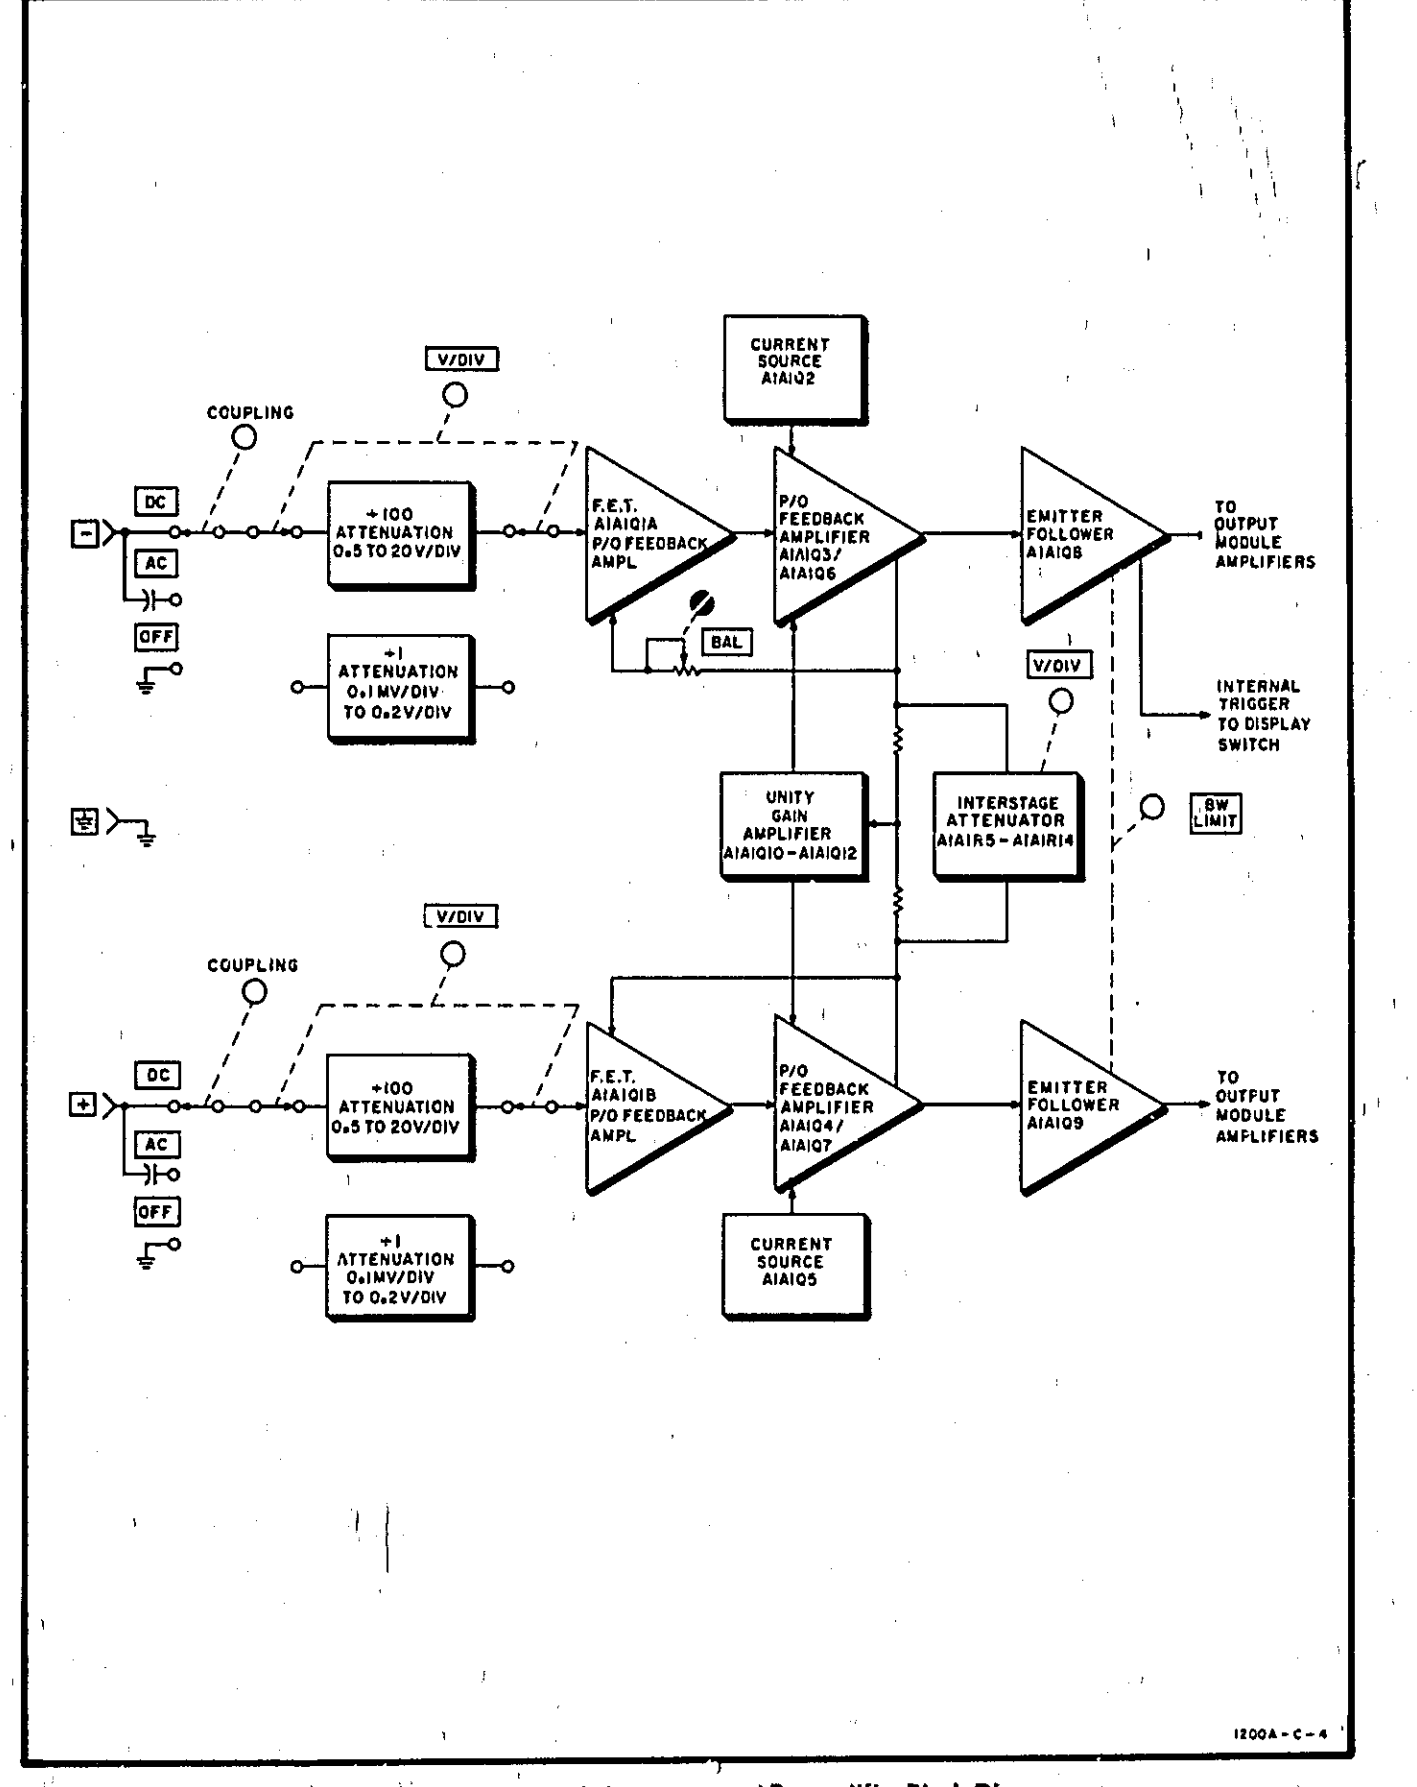 CURRENT
SOURCE
A1A1Q2
V/DIV
COUPLING
DC
-
AC
OFF
÷100
ATTENUATION
0.5 TO 20V/DIV
÷1
ATTENUATION
0.1MV/DIV
TO 0.2V/DIV
F.E.T.
A1A1Q1A
P/O FEEDBACK
AMPL
BAL
P/O
FEEDBACK
AMPLIFIER
A1A1Q3/
A1A1Q6
EMITTER
FOLLOWER
A1A1Q8
TO
OUTPUT
MODULE
AMPLIFIERS
V/DIV
INTERNAL
TRIGGER
TO DISPLAY
SWITCH
UNITY
GAIN
AMPLIFIER
A1A1Q10-A1A1Q12
INTERSTAGE
ATTENUATOR
A1A1R5-A1A1R14
BW
LIMIT
V/DIV
COUPLING
DC
+
AC
OFF
÷100
ATTENUATION
0.5 TO 20V/DIV
÷1
ATTENUATION
0.1MV/DIV
TO 0.2V/DIV
F.E.T.
A1A1Q1B
P/O FEEDBACK
AMPL
P/O
FEEDBACK
AMPLIFIER
A1A1Q4/
A1A1Q7
EMITTER
FOLLOWER
A1A1Q9
TO
OUTPUT
MODULE
AMPLIFIERS
CURRENT
SOURCE
A1A1Q5
1200A-C-4